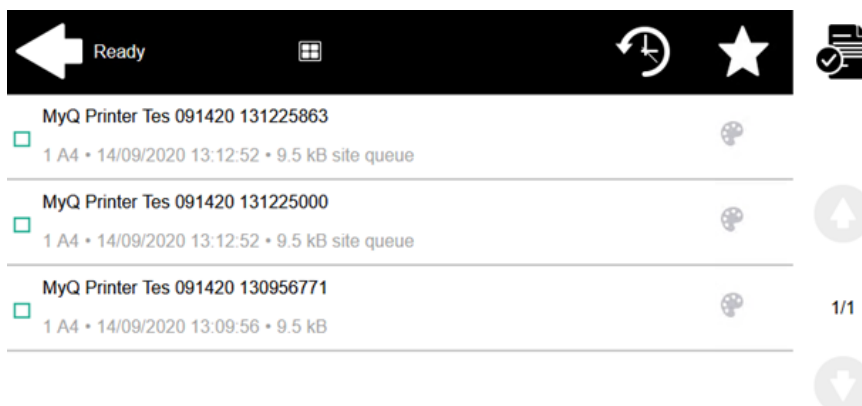 Ready
MyQ Printer Tes 091420 131225863
1 A4 • 14/09/2020 13:12:52 • 9.5 kB site queue
MyQ Printer Tes 091420 131225000
1 A4 • 14/09/2020 13:12:52 • 9.5 kB site queue
MyQ Printer Tes 091420 130956771
1 A4 • 14/09/2020 13:09:56 • 9.5 kB
1/1